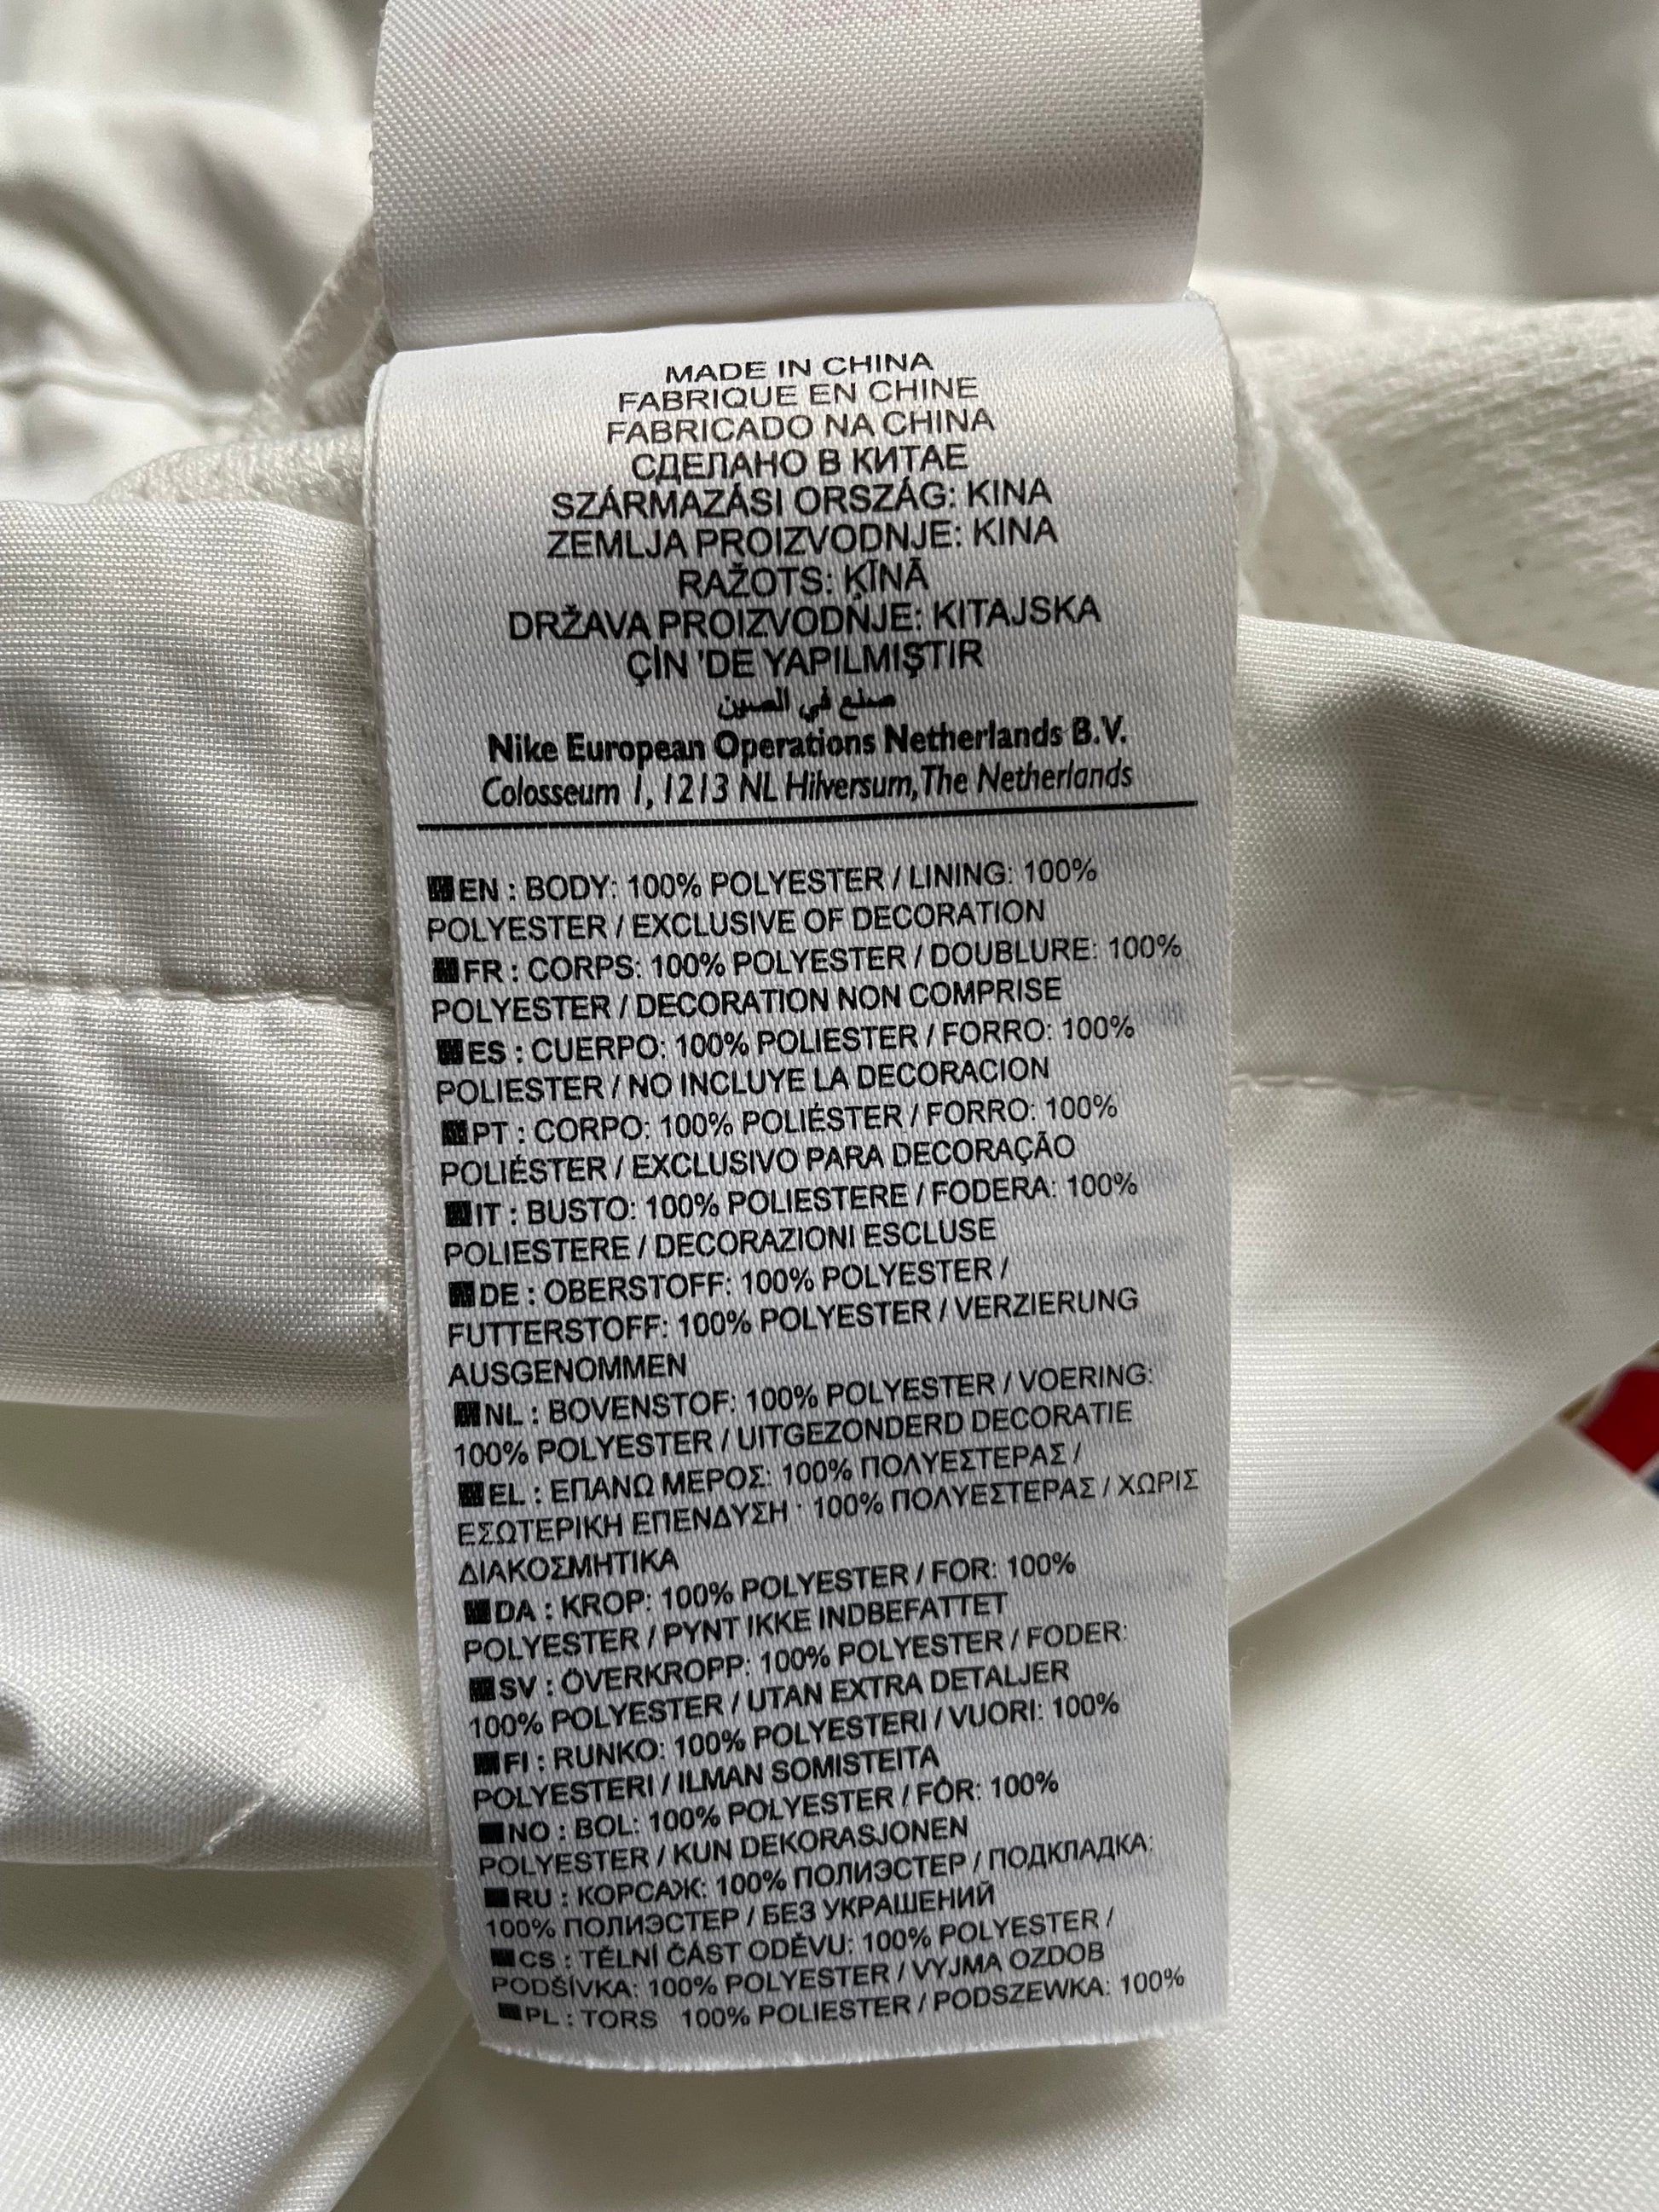 MADE IN CHINA
FABRIQUE EN CHINE
FABRICADO NA CHINA
СДЕЛАНО В КИТАЕ
SZÁRMAZÁSI ORSZÁG: KINA
ZEMLJA PROIZVODNJE: KINA
RAŽOTS: ĶĪNĀ
DRŽAVA PROIZVODNJE: KITAJSKA
ÇİN 'DE YAPILMIŞTIR
صنع في الصين
Nike European Operations Netherlands B.V.
Colosseum 1, 1213 NL Hilversum, The Netherlands
EN : BODY: 100% POLYESTER / LINING: 100%
POLYESTER / EXCLUSIVE OF DECORATION
FR : CORPS: 100% POLYESTER / DOUBLURE: 100%
POLYESTER / DECORATION NON COMPRISE
ES : CUERPO: 100% POLIESTER / FORRO: 100%
POLIESTER / NO INCLUYE LA DECORACION
PT : CORPO: 100% POLIÉSTER / FORRO: 100%
POLIÉSTER / EXCLUSIVO PARA DECORAÇÃO
IT : BUSTO: 100% POLIESTERE / FODERA: 100%
POLIESTERE / DECORAZIONI ESCLUSE
DE : OBERSTOFF: 100% POLYESTER /
FUTTERSTOFF: 100% POLYESTER / VERZIERUNG
AUSGENOMMEN
NL : BOVENSTOF: 100% POLYESTER / VOERING:
100% POLYESTER / UITGEZONDERD DECORATIE
EL : ΕΠΑΝΩ ΜΕΡΟΣ: 100% ΠΟΛΥΕΣΤΕΡΑΣ /
ΕΣΩΤΕΡΙΚΗ ΕΠΕΝΔΥΣΗ · 100% ΠΟΛΥΕΣΤΕΡΑΣ / ΧΩΡΙΣ
ΔΙΑΚΟΣΜΗΤΙΚΑ
DA : KROP: 100% POLYESTER / FOR: 100%
POLYESTER / PYNT IKKE INDBEFATTET
SV : ÖVERKROPP: 100% POLYESTER / FODER:
100% POLYESTER / UTAN EXTRA DETALJER
FI : RUNKO: 100% POLYESTERI / VUORI: 100%
POLYESTERI / ILMAN SOMISTEITA
NO : BOL: 100% POLYESTER / FÔR: 100%
POLYESTER / KUN DEKORASJONEN
RU : КОРСАЖ: 100% ПОЛИЭСТЕР / ПОДКЛАДКА:
100% ПОЛИЭСТЕР / БЕЗ УКРАШЕНИЙ
CS : TĚLNÍ ČÁST ODĚVU: 100% POLYESTER /
PODŠÍVKA: 100% POLYESTER / VYJMA OZDOB
PL : TORS 100% POLIESTER / PODSZEWKA: 100%